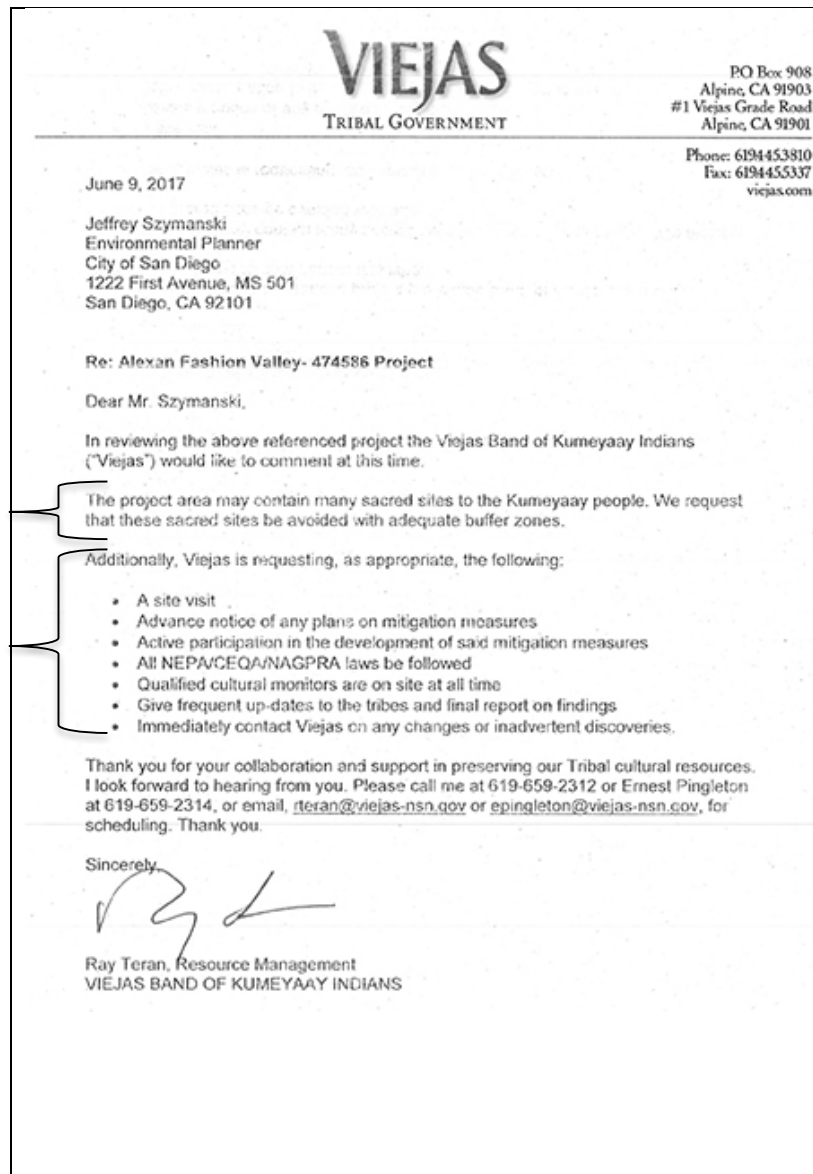 VIEJAS
TRIBAL GOVERNMENT
P.O Box 908
Alpine, CA 91903
#1 Viejas Grade Road
Alpine, CA 91901
Phone: 6194453810
Fax: 6194455337
viejas.com
June 9, 2017
Jeffrey Szymanski
Environmental Planner
City of San Diego
1222 First Avenue, MS 501
San Diego, CA 92101
Re: Alexan Fashion Valley- 474586 Project
Dear Mr. Szymanski,
In reviewing the above referenced project the Viejas Band of Kumeyaay Indians
("Viejas") would like to comment at this time.
The project area may contain many sacred sites to the Kumeyaay people. We request
that these sacred sites be avoided with adequate buffer zones.
Additionally, Viejas is requesting, as appropriate, the following:
• A site visit
• Advance notice of any plans on mitigation measures
• Active participation in the development of said mitigation measures
• All NEPA/CEQA/NAGPRA laws be followed
• Qualified cultural monitors are on site at all time
• Give frequent up-dates to the tribes and final report on findings
• Immediately contact Viejas on any changes or inadvertent discoveries.
Thank you for your collaboration and support in preserving our Tribal cultural resources.
I look forward to hearing from you. Please call me at 619-659-2312 or Ernest Pingleton
at 619-659-2314, or email, rteran@viejas-nsn.gov or epingleton@viejas-nsn.gov, for
scheduling. Thank you.
Sincerely,
Ray Teran, Resource Management
VIEJAS BAND OF KUMEYAAY INDIANS